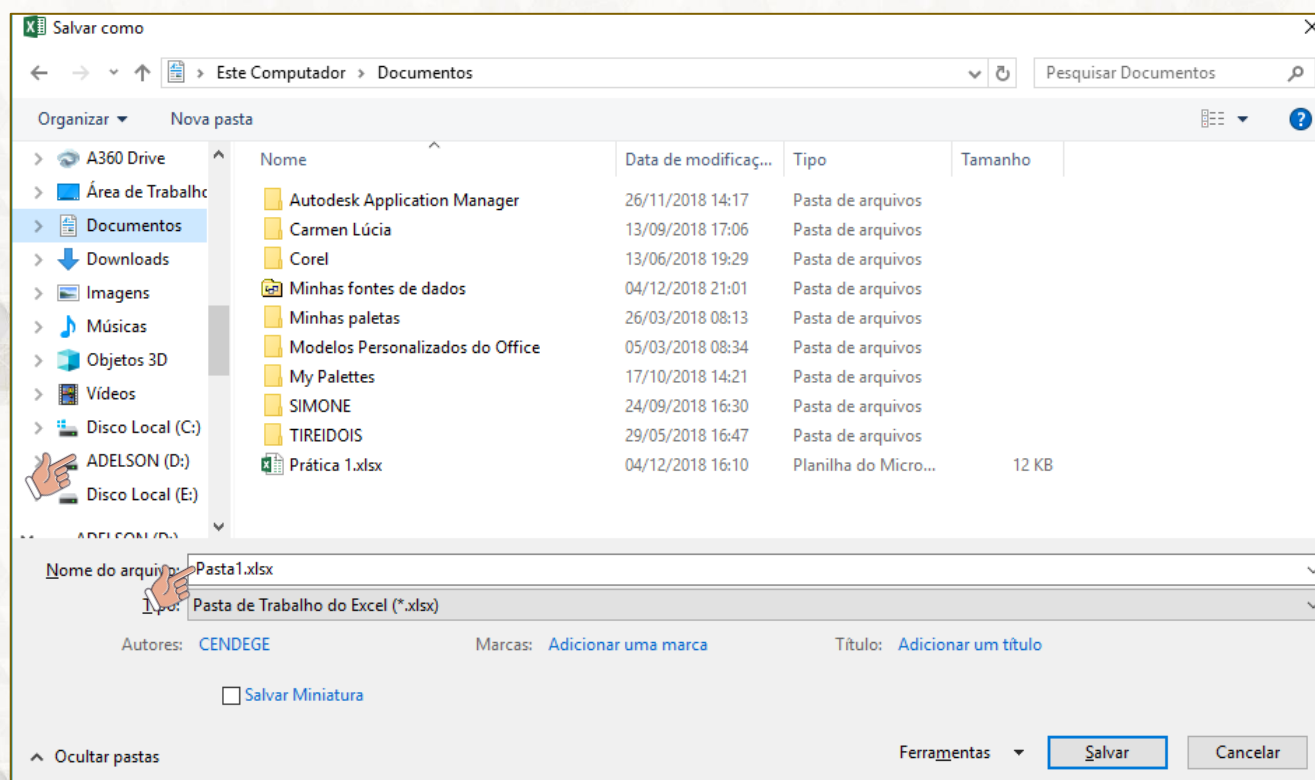 Salvar como
Este Computador > Documentos
Pesquisar Documentos
Organizar
Nova pasta
A360 Drive
Área de Trabalho
Documentos
Downloads
Imagens
Músicas
Objetos 3D
Vídeos
Disco Local (C:)
ADELSON (D:)
Disco Local (E:)
ADELSON (D:)
Nome Data de modificaç... Tipo Tamanho
Autodesk Application Manager 26/11/2018 14:17 Pasta de arquivos
Carmen Lúcia 13/09/2018 17:06 Pasta de arquivos
Corel 13/06/2018 19:29 Pasta de arquivos
Minhas fontes de dados 04/12/2018 21:01 Pasta de arquivos
Minhas paletas 26/03/2018 08:13 Pasta de arquivos
Modelos Personalizados do Office 05/03/2018 08:34 Pasta de arquivos
My Palettes 17/10/2018 14:21 Pasta de arquivos
SIMONE 24/09/2018 16:30 Pasta de arquivos
TIREIDOIS 29/05/2018 16:47 Pasta de arquivos
Prática 1.xlsx 04/12/2018 16:10 Planilha do Micro... 12 KB
Nome do arquivo: Pasta1.xlsx
Tipo: Pasta de Trabalho do Excel (*.xlsx)
Autores: CENDEGE Marcas: Adicionar uma marca Título: Adicionar um título
Salvar Miniatura
Ocultar pastas
Ferramentas Salvar Cancelar